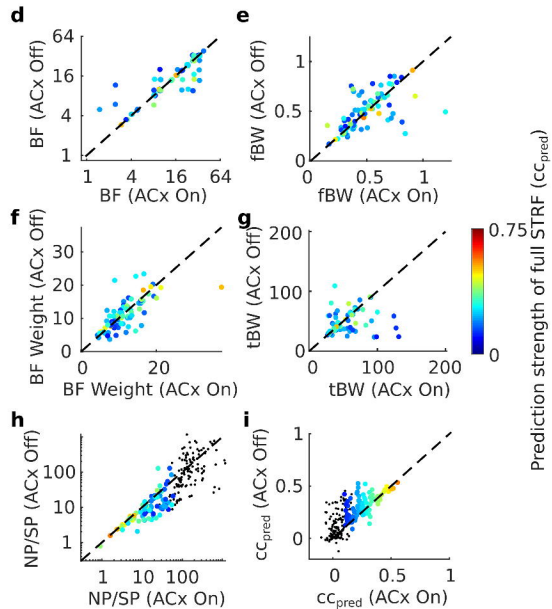 d
64
16
4
1
BF (ACx Off)
1 4 16 64
BF (ACx On)
e
1
0.5
0
fBW (ACx Off)
0 0.5 1
fBW (ACx On)
f
30
20
10
0
BF Weight (ACx Off)
0 20
BF Weight (ACx On)
g
200
100
0
tBW (ACx Off)
0 100 200
tBW (ACx On)
0.75
0
Prediction strength of full STRF (cc_pred)
h
100
10
1
NP/SP (ACx Off)
1 10 100
NP/SP (ACx On)
i
1
0.5
0
cc_pred (ACx Off)
0 0.5 1
cc_pred (ACx On)